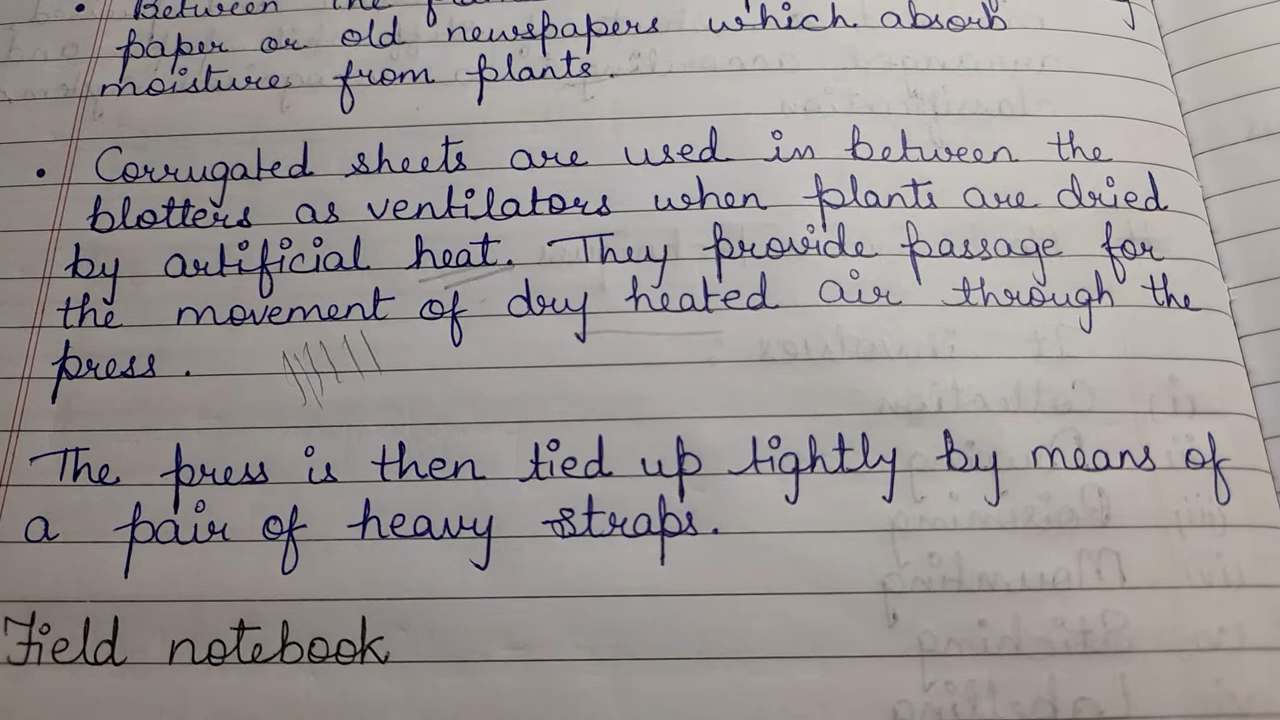 • Between the
paper or old newspapers which absorb
moisture from plants.
• Corrugated sheets are used in between the
blotters as ventilators when plants are dried
by artificial heat. They provide passage for
the movement of dry heated air through the
press.
The press is then tied up tightly by means of
a pair of heavy straps.
Field notebook